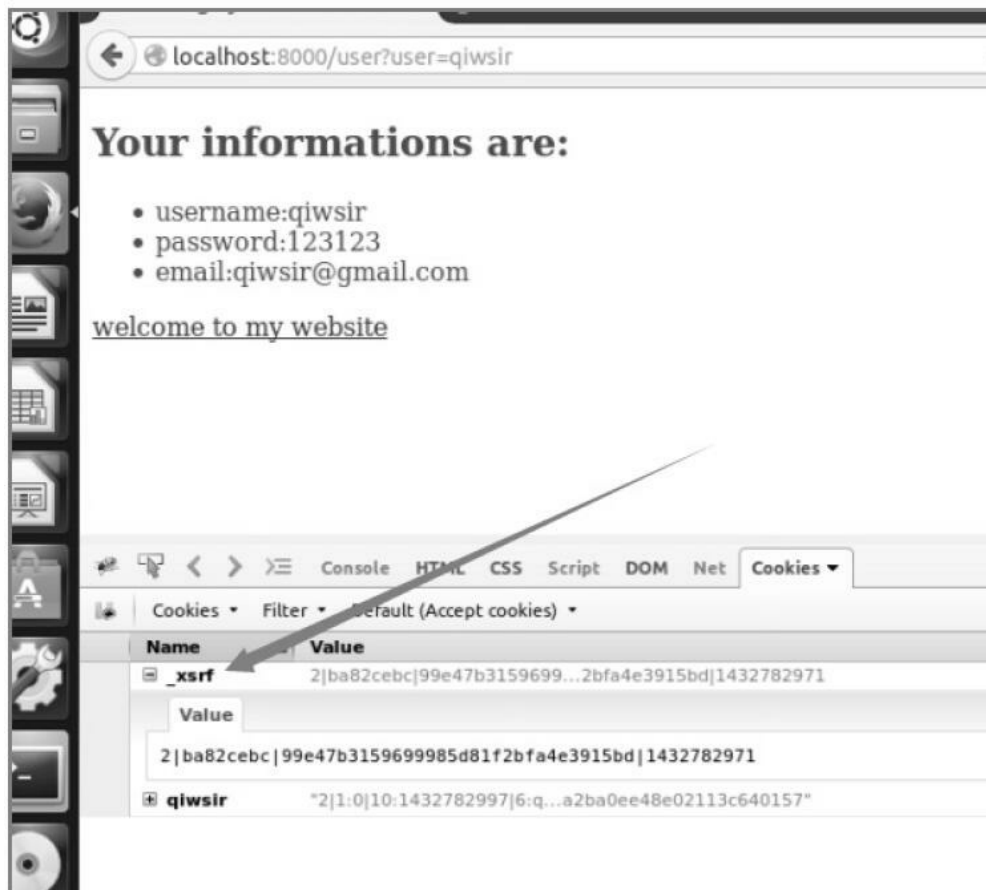 localhost:8000/user?user=qiwsir
Your informations are:
• username:qiwsir
• password:123123
• email:qiwsir@gmail.com
welcome to my website
Console HTML CSS Script DOM Net Cookies
Cookies Filter Default (Accept cookies)
Name Value
_xsrf 2|ba82cebc|99e47b3159699...2bfa4e3915bd|1432782971
Value
2|ba82cebc|99e47b3159699985d81f2bfa4e3915bd|1432782971
qiwsir "2|1:0|10:1432782997|6:q...a2ba0ee48e02113c640157"